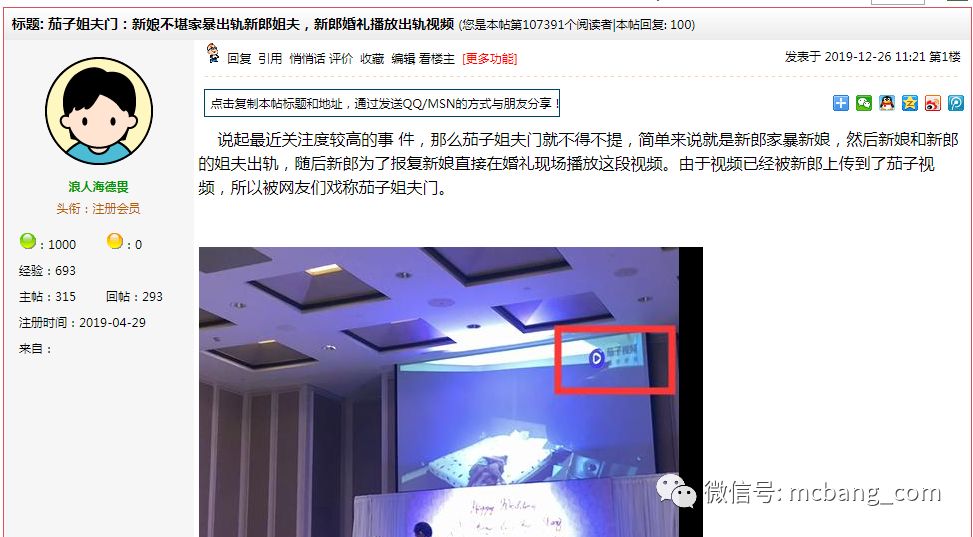 标题: 茄子姐夫门：新娘不堪家暴出轨新郎姐夫，新郎婚礼播放出轨视频 (您是本帖第107391个阅读者|本帖回复: 100)
回复 引用 悄悄话 评价 收藏 编辑 看楼主 [更多功能]
发表于 2019-12-26 11:21 第1楼
点击复制本帖标题和地址，通过发送QQ/MSN的方式与朋友分享！
浪人海德畏
头衔：注册会员
：1000 ：0
经验：693
主帖：315 回帖：293
注册时间：2019-04-29
来自：
说起最近关注度较高的事 件，那么茄子姐夫门就不得不提，简单来说就是新郎家暴新娘，然后新娘和新郎
的姐夫出轨，随后新郎为了报复新娘直接在婚礼现场播放这段视频。由于视频已经被新郎上传到了茄子视
频，所以被网友们戏称茄子姐夫门。
茄子视频
Happy Wedding
微信号: mcbang_com